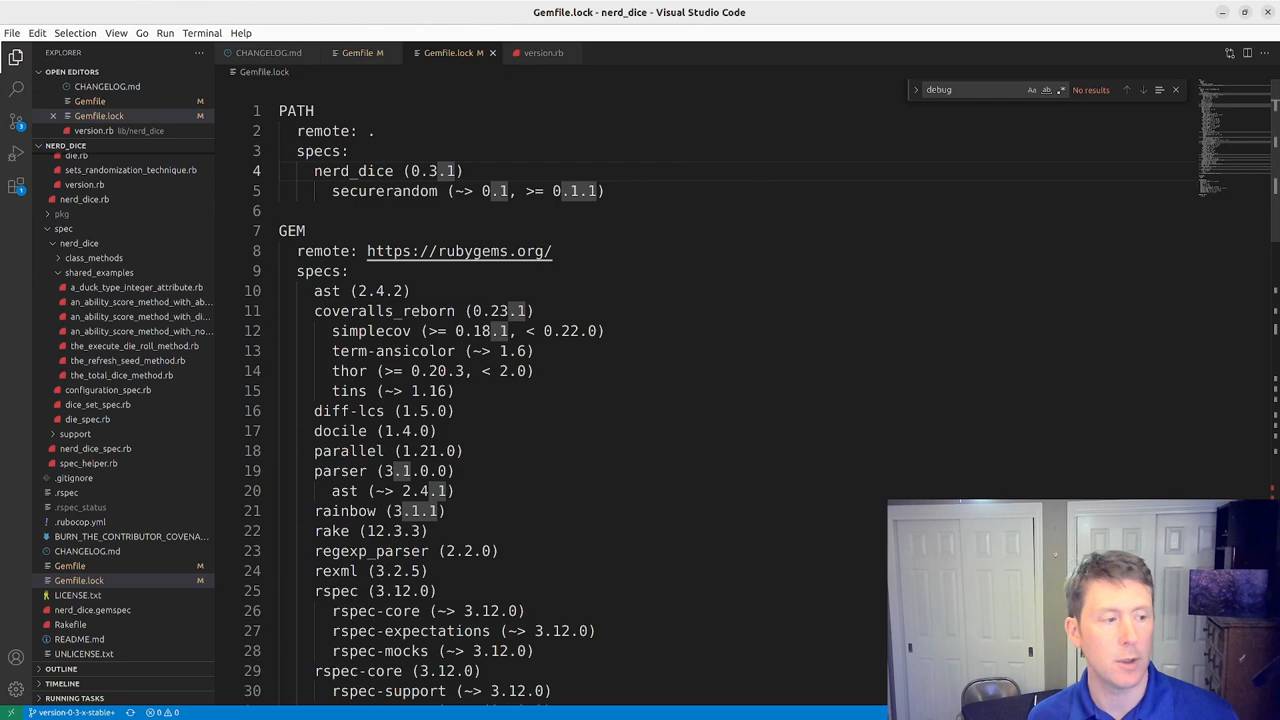 Gemfile.lock - nerd_dice - Visual Studio Code
File Edit Selection View Go Run Terminal Help
EXPLORER
OPEN EDITORS
CHANGELOG.md
Gemfile M
Gemfile.lock M
version.rb lib/nerd_dice
NERD_DICE
die.rb
sets_randomization_technique.rb
version.rb
nerd_dice.rb
pkg
spec
nerd_dice
class_methods
shared_examples
a_duck_type_integer_attribute.rb
an_ability_score_method_with_ab...
an_ability_score_method_with_di...
an_ability_score_method_with_no...
the_execute_die_roll_method.rb
the_refresh_seed_method.rb
the_total_dice_method.rb
configuration_spec.rb
dice_set_spec.rb
die_spec.rb
support
nerd_dice_spec.rb
spec_helper.rb
.gitignore
.rspec
.rspec_status
.rubocop.yml
BURN_THE_CONTRIBUTOR_COVENA...
CHANGELOG.md
Gemfile M
Gemfile.lock M
LICENSE.txt
nerd_dice.gemspec
Rakefile
README.md
UNLICENSE.txt
OUTLINE
TIMELINE
RUNNING TASKS
3
1
CHANGELOG.md Gemfile M Gemfile.lock M version.rb
Gemfile.lock
debug Aa ab No results
1 PATH
2 remote: .
3 specs:
4 nerd_dice (0.3.1)
5 securerandom (~> 0.1, >= 0.1.1)
6
7 GEM
8 remote: https://rubygems.org/
9 specs:
10 ast (2.4.2)
11 coveralls_reborn (0.23.1)
12 simplecov (>= 0.18.1, < 0.22.0)
13 term-ansicolor (~> 1.6)
14 thor (>= 0.20.3, < 2.0)
15 tins (~> 1.16)
16 diff-lcs (1.5.0)
17 docile (1.4.0)
18 parallel (1.21.0)
19 parser (3.1.0.0)
20 ast (~> 2.4.1)
21 rainbow (3.1.1)
22 rake (12.3.3)
23 regexp_parser (2.2.0)
24 rexml (3.2.5)
25 rspec (3.12.0)
26 rspec-core (~> 3.12.0)
27 rspec-expectations (~> 3.12.0)
28 rspec-mocks (~> 3.12.0)
29 rspec-core (3.12.0)
30 rspec-support (~> 3.12.0)
version-0-3-x-stable+ 0 0